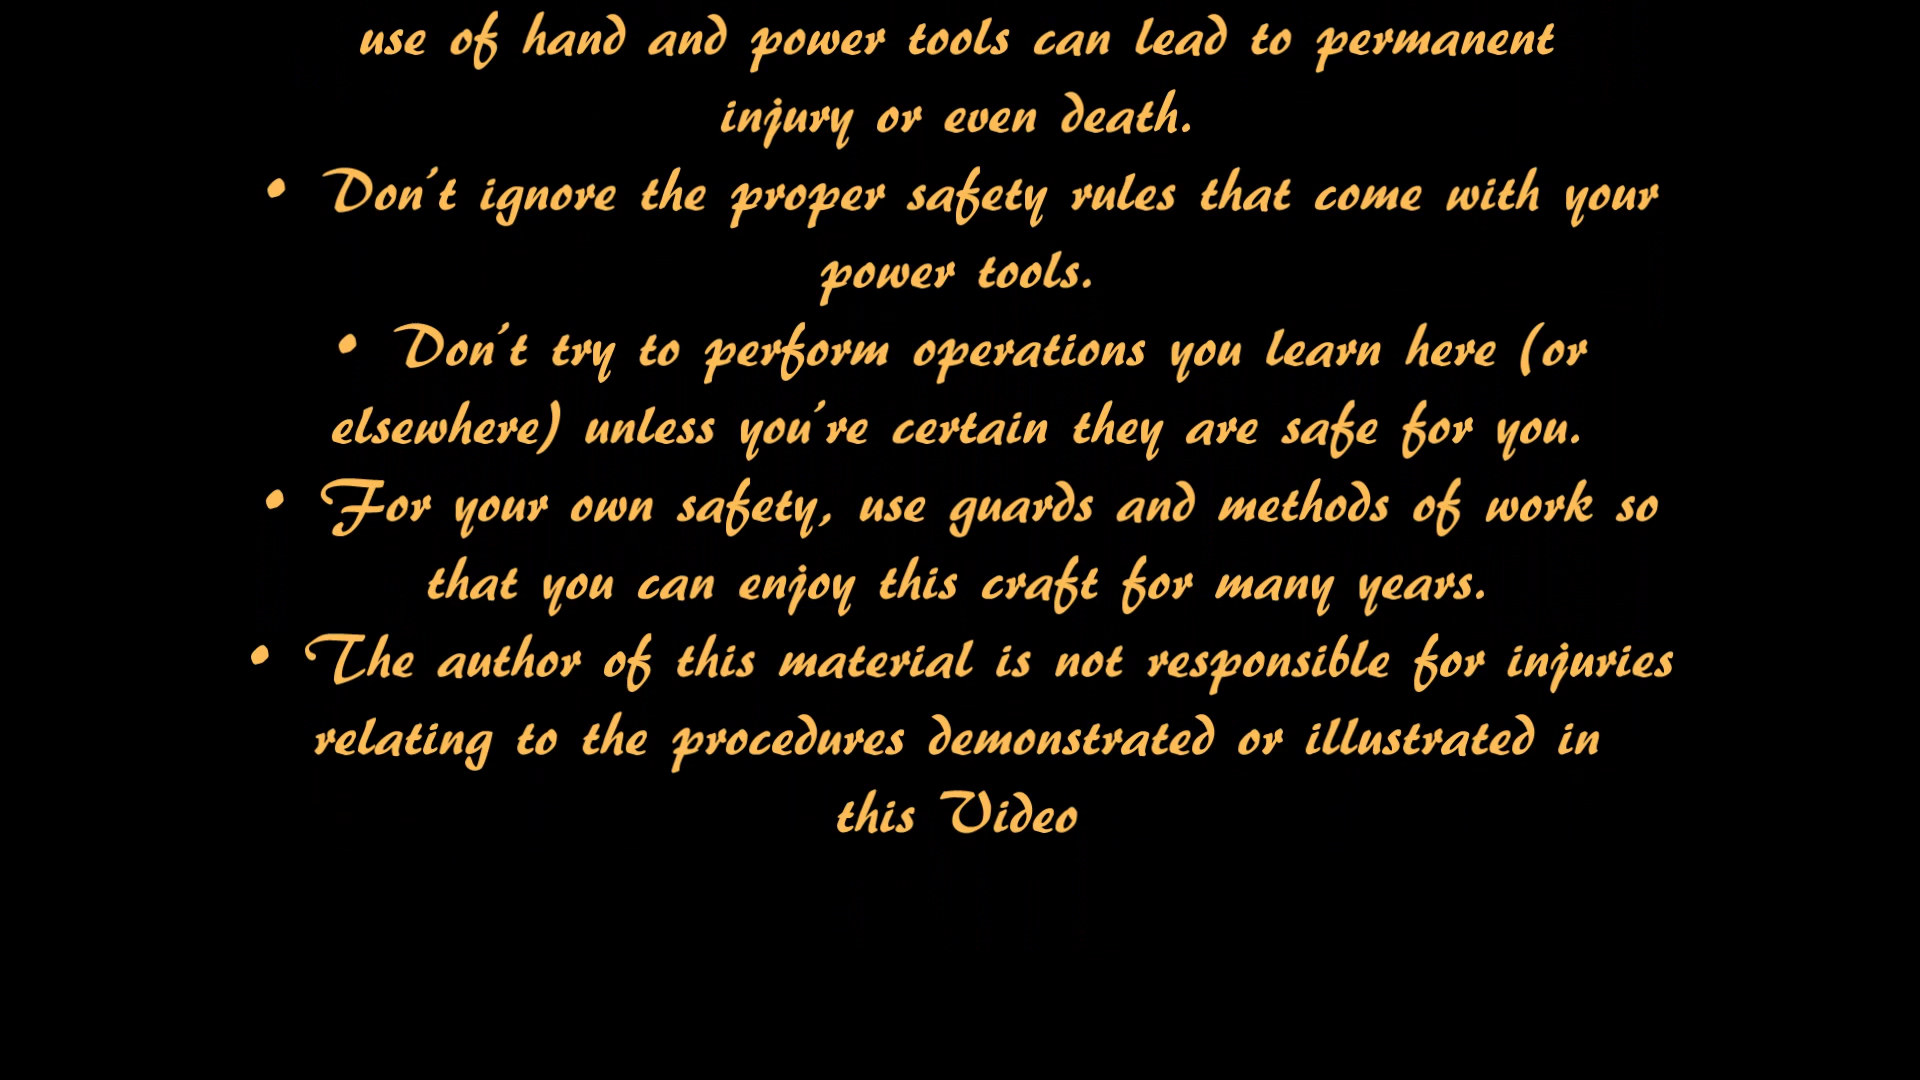 use of hand and power tools can lead to permanent
injury or even death.
• Don't ignore the proper safety rules that come with your
power tools.
• Don't try to perform operations you learn here (or
elsewhere) unless you're certain they are safe for you.
• For your own safety, use guards and methods of work so
that you can enjoy this craft for many years.
• The author of this material is not responsible for injuries
relating to the procedures demonstrated or illustrated in
this Video